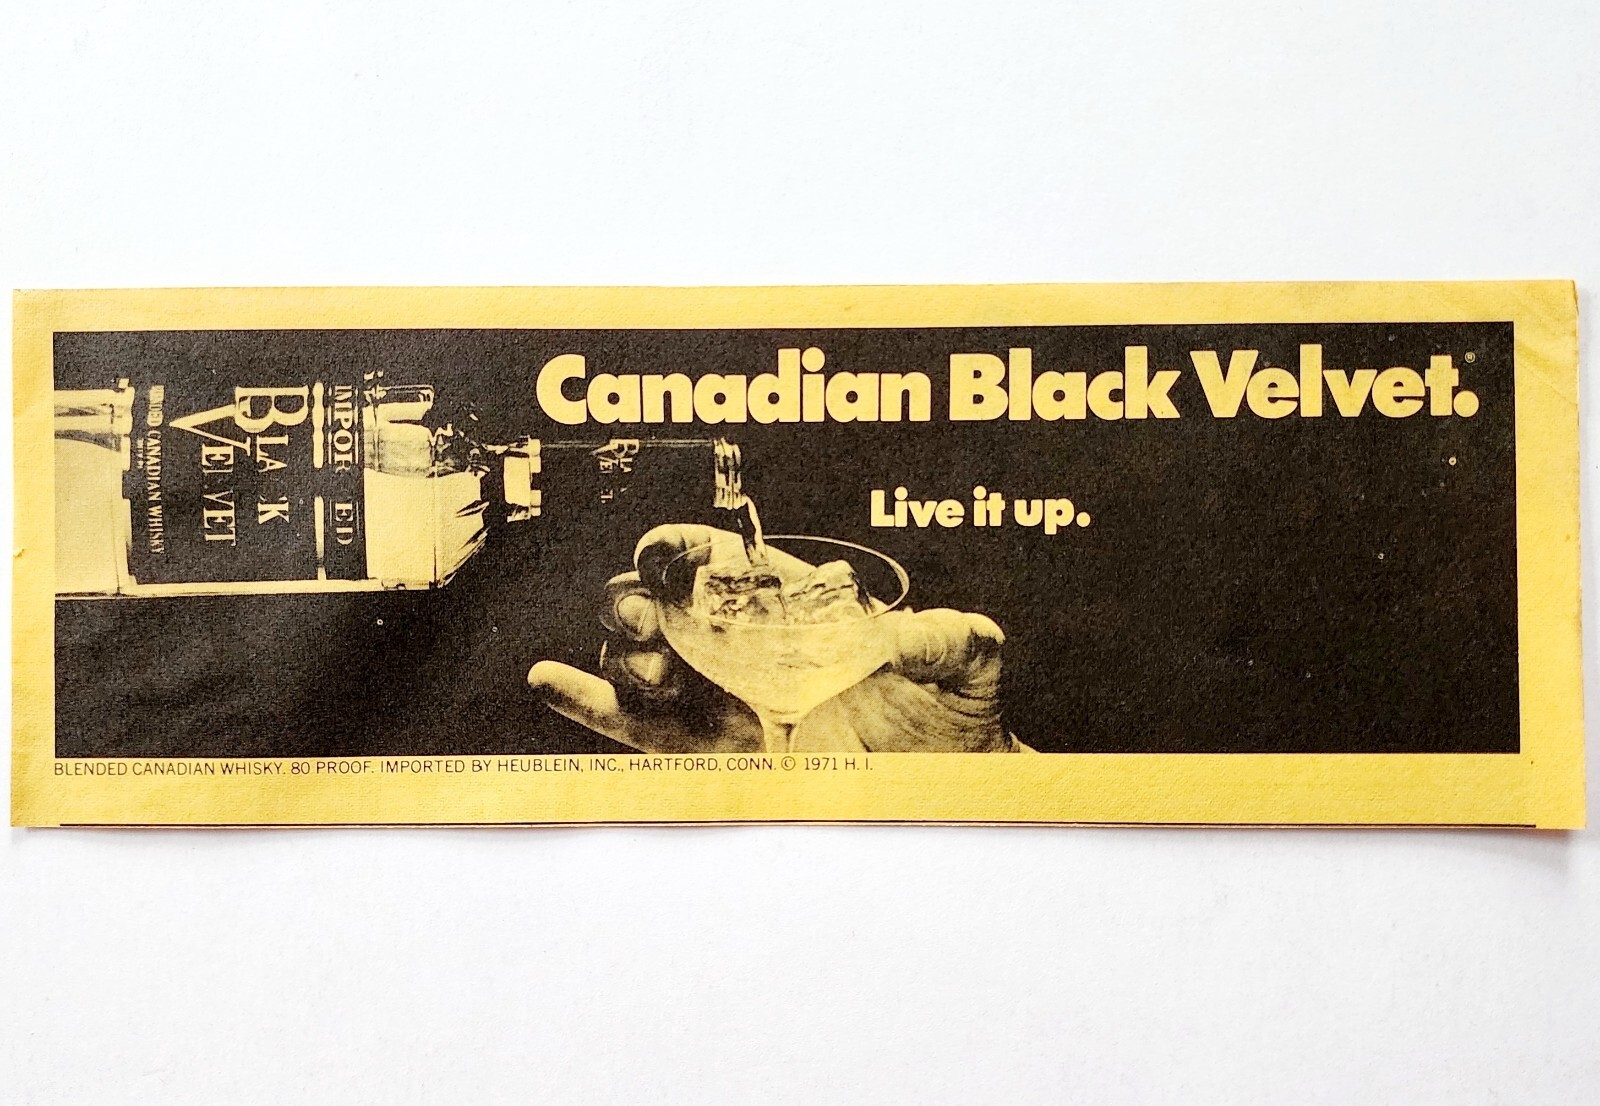 Canadian Black Velvet.®
Live it up.
IMPORTED
BLACK
VELVET
CANADIAN WHISKY
BLENDED CANADIAN WHISKY. 80 PROOF. IMPORTED BY HEUBLEIN, INC., HARTFORD, CONN. © 1971 H. I.